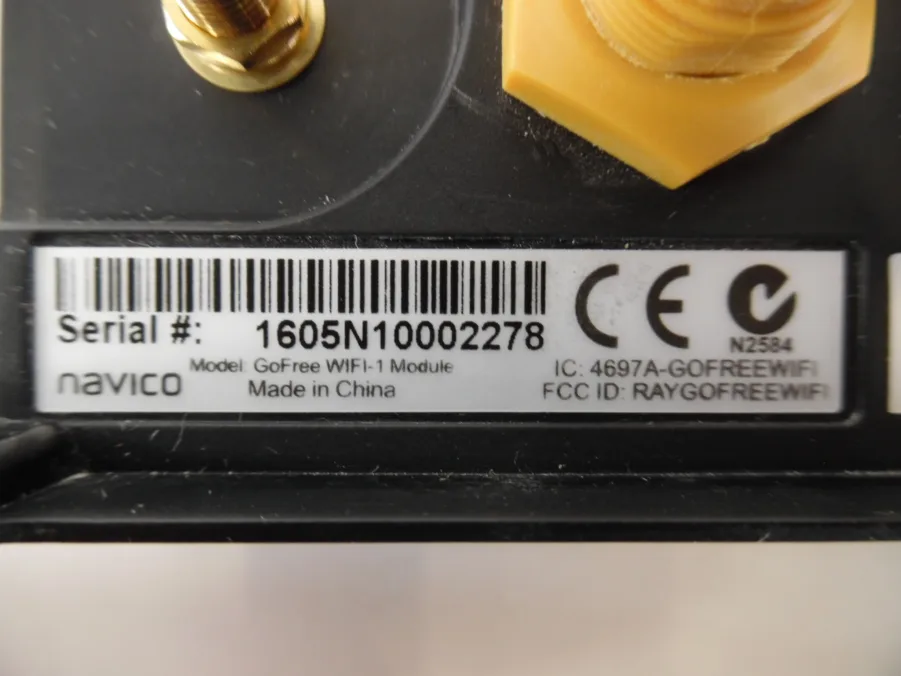 Serial #: 1605N10002278
CE
N2584
Model: GoFree WIFI-1 Module
navico
Made in China
IC: 4697A-GOFREEWIFI
FCC ID: RAYGOFREEWIFI